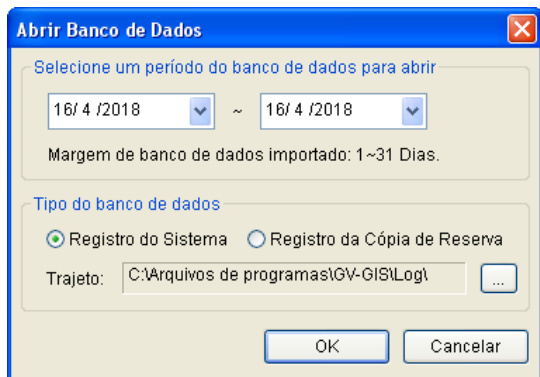 Abrir Banco de Dados
Selecione um período do banco de dados para abrir
16/ 4 /2018 ~ 16/ 4 /2018
Margem de banco de dados importado: 1~31 Dias.
Tipo do banco de dados
Registro do Sistema Registro da Cópia de Reserva
Trajeto: C:\Arquivos de programas\GV-GIS\Log\ ...
OK Cancelar